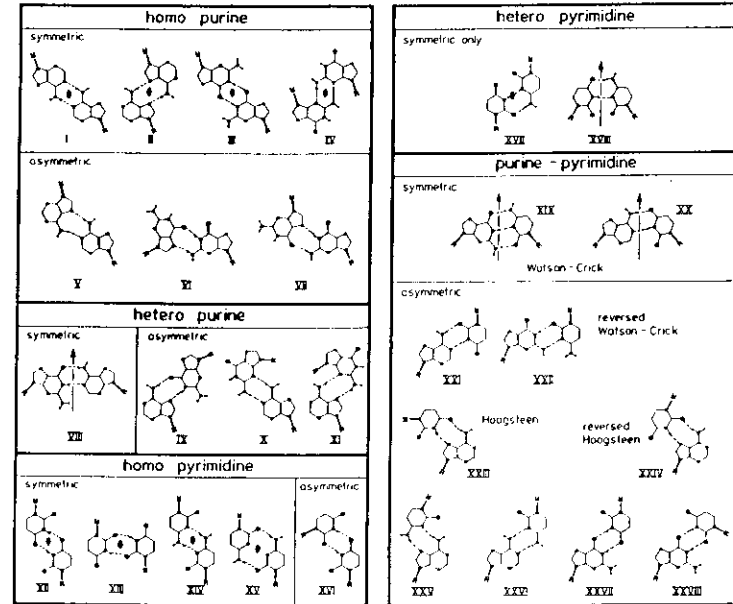 homo purine
symmetric
I
II
III
IV
asymmetric
V
VI
VII
hetero purine
symmetric
asymmetric
VIII
IX
X
XI
homo pyrimidine
symmetric
asymmetric
XII
XIII
XIV
XV
XVI
hetero pyrimidine
symmetric only
XVII
XVIII
purine - pyrimidine
symmetric
XIX
XX
Watson - Crick
asymmetric
reversed
Watson - Crick
XXI
XXII
Hoogsteen
reversed
Hoogsteen
XXIII
XXIV
XXV
XXVI
XXVII
XXVIII